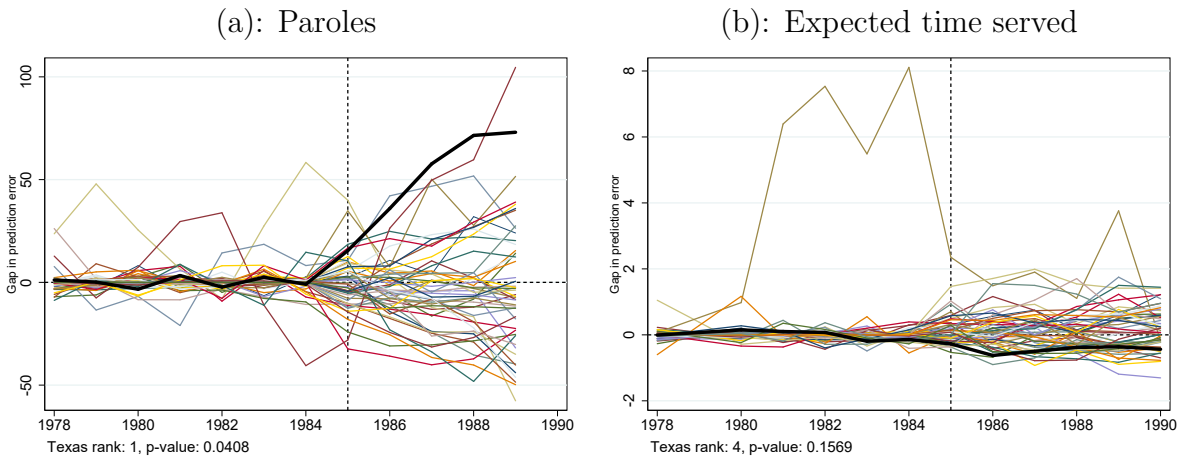 (a): Paroles
Gap in prediction error
100
50
0
-50
1978 1980 1982 1984 1986 1988 1990
Texas rank: 1, p-value: 0.0408
(b): Expected time served
Gap in prediction error
8
6
4
2
0
-2
1978 1980 1982 1984 1986 1988 1990
Texas rank: 4, p-value: 0.1569